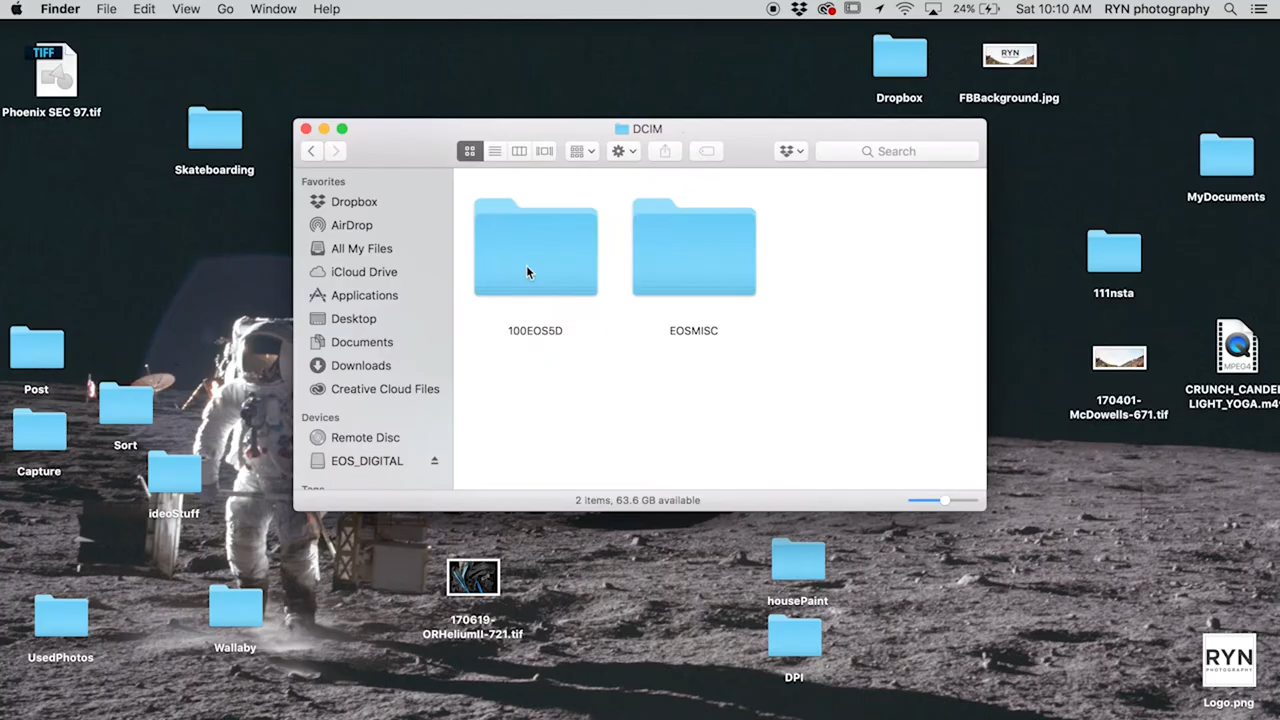 Finder File Edit View Go Window Help
24% Sat 10:10 AM RYN photography
TIFF
Phoenix SEC 97.tif
Skateboarding
Dropbox
RYN
FBBackground.jpg
MyDocuments
111nsta
170401-
McDowells-671.tif
MPEG4
CRUNCH_CANDE
LIGHT_YOGA.m4
Post
Sort
Capture
ideoStuff
UsedPhotos
Wallaby
170619-
ORHeliumII-721.tif
housePaint
DPI
RYN
PHOTOGRAPHY
Logo.png
DCIM
Search
Favorites
Dropbox
AirDrop
All My Files
iCloud Drive
Applications
Desktop
Documents
Downloads
Creative Cloud Files
Devices
Remote Disc
EOS_DIGITAL
100EOS5D
EOSMISC
2 items, 63.6 GB available